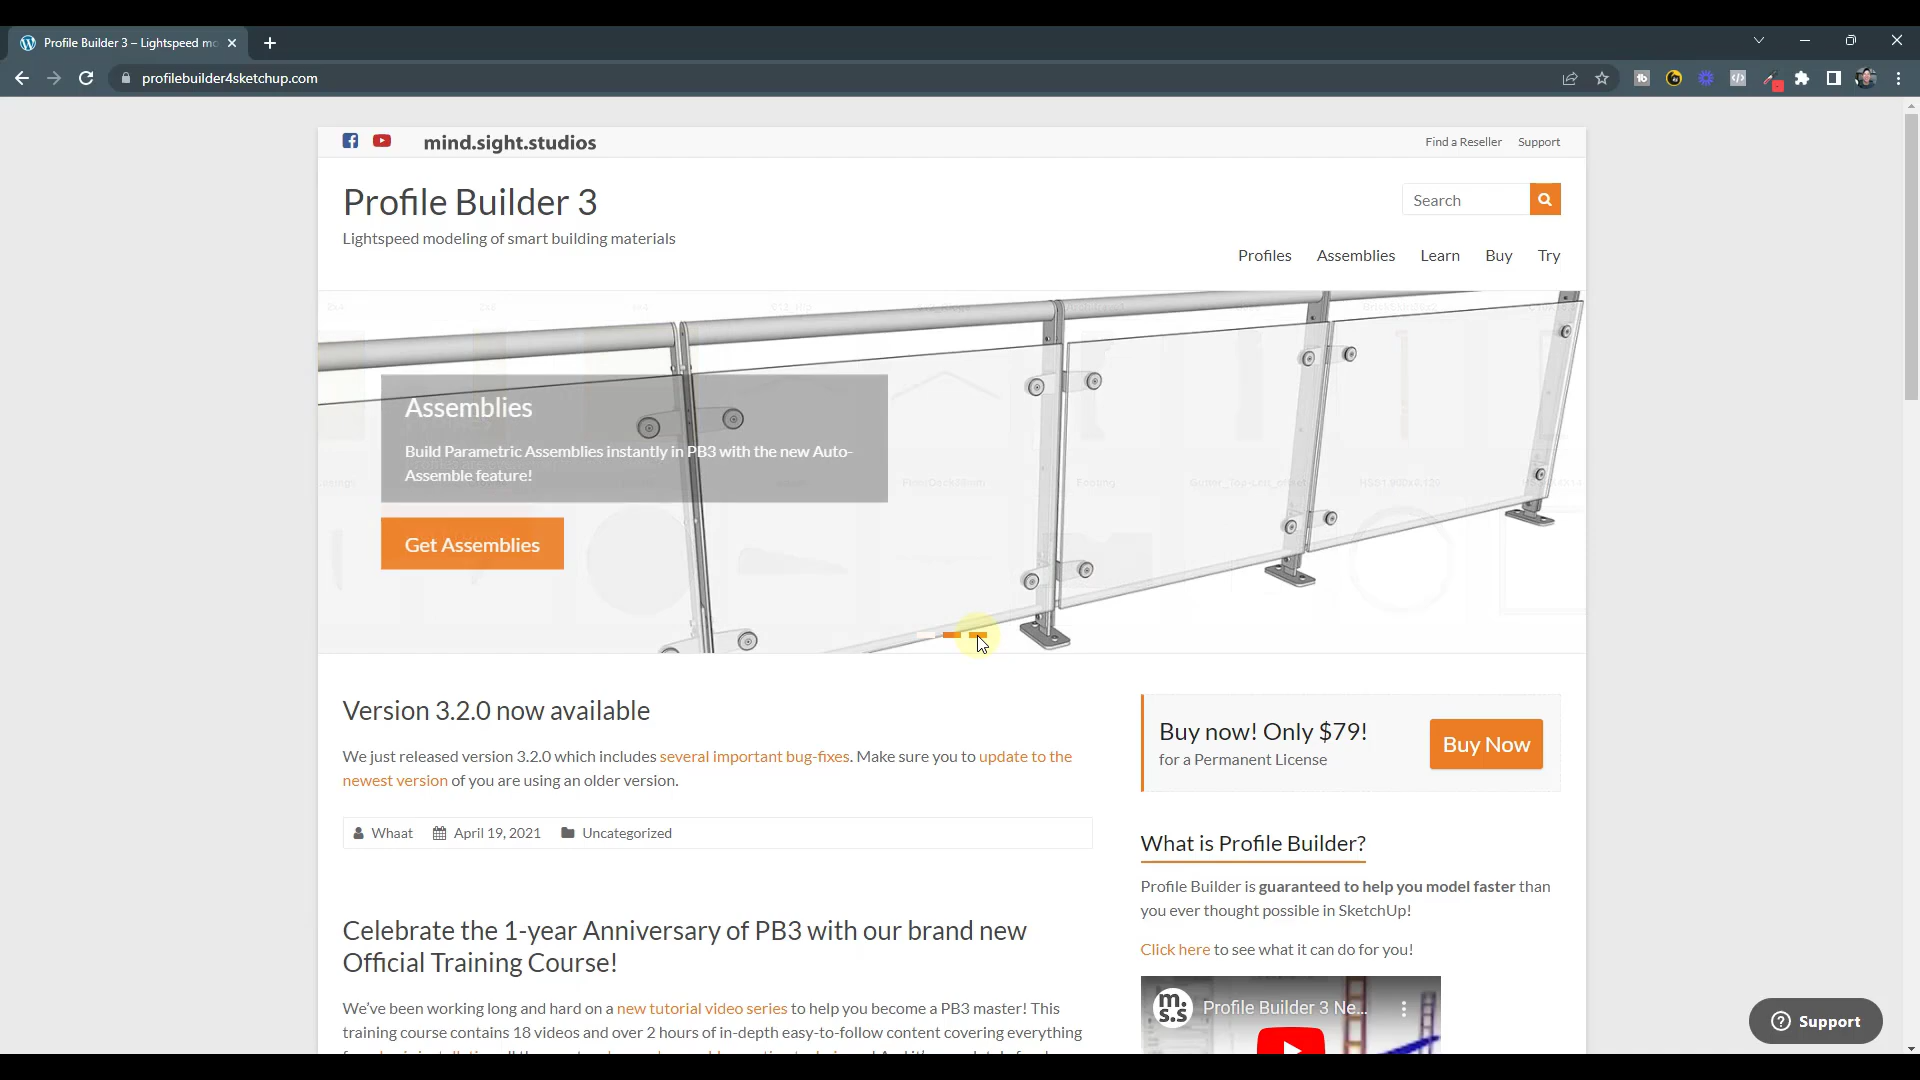 Profile Builder 3 – Lightspeed mo
profilebuilder4sketchup.com
mind.sight.studios
Find a Reseller
Support
Profile Builder 3
Lightspeed modeling of smart building materials
Search
Profiles
Assemblies
Learn
Buy
Try
Assemblies
Build Parametric Assemblies instantly in PB3 with the new Auto-
Assemble feature!
Get Assemblies
Version 3.2.0 now available
We just released version 3.2.0 which includes several important bug-fixes. Make sure you to update to the
newest version of you are using an older version.
Whaat
April 19, 2021
Uncategorized
Celebrate the 1-year Anniversary of PB3 with our brand new
Official Training Course!
We've been working long and hard on a new tutorial video series to help you become a PB3 master! This
training course contains 18 videos and over 2 hours of in-depth easy-to-follow content covering everything
Buy now! Only $79!
for a Permanent License
Buy Now
What is Profile Builder?
Profile Builder is guaranteed to help you model faster than
you ever thought possible in SketchUp!
Click here to see what it can do for you!
m.
s.s
Profile Builder 3 Ne...
Support